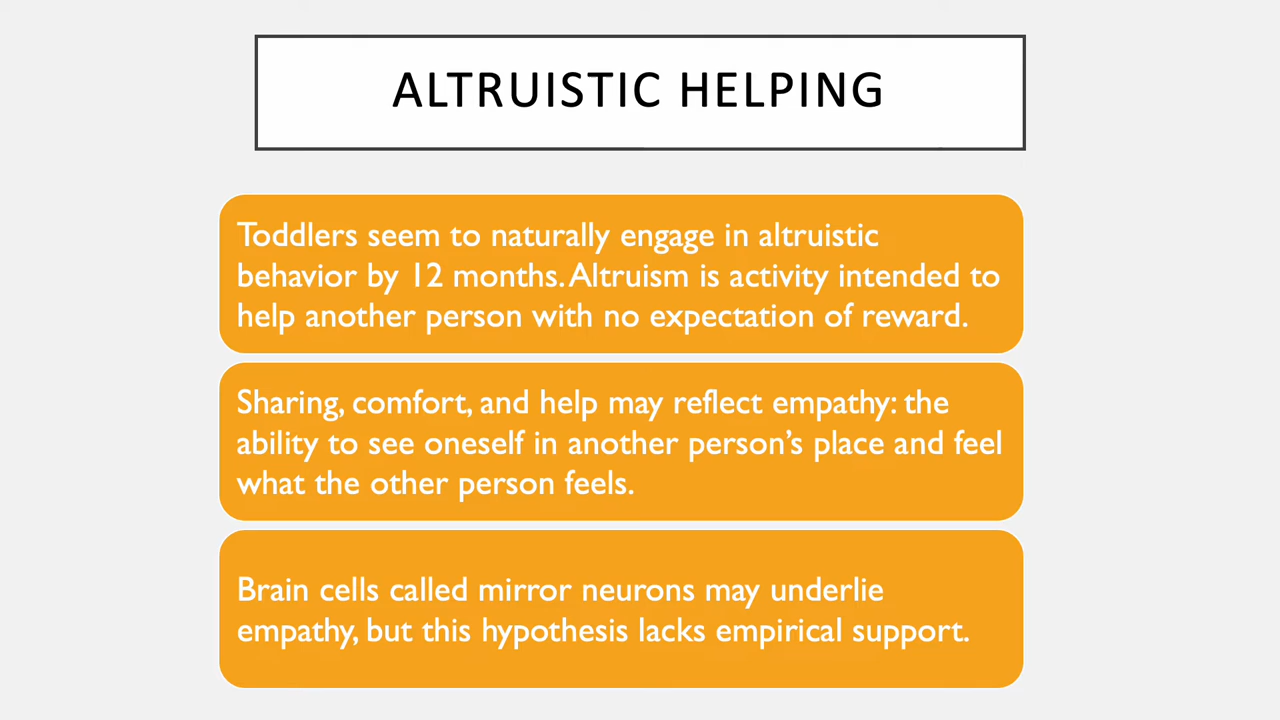 ALTRUISTIC HELPING
Toddlers seem to naturally engage in altruistic
behavior by 12 months. Altruism is activity intended to
help another person with no expectation of reward.
Sharing, comfort, and help may reflect empathy: the
ability to see oneself in another person’s place and feel
what the other person feels.
Brain cells called mirror neurons may underlie
empathy, but this hypothesis lacks empirical support.